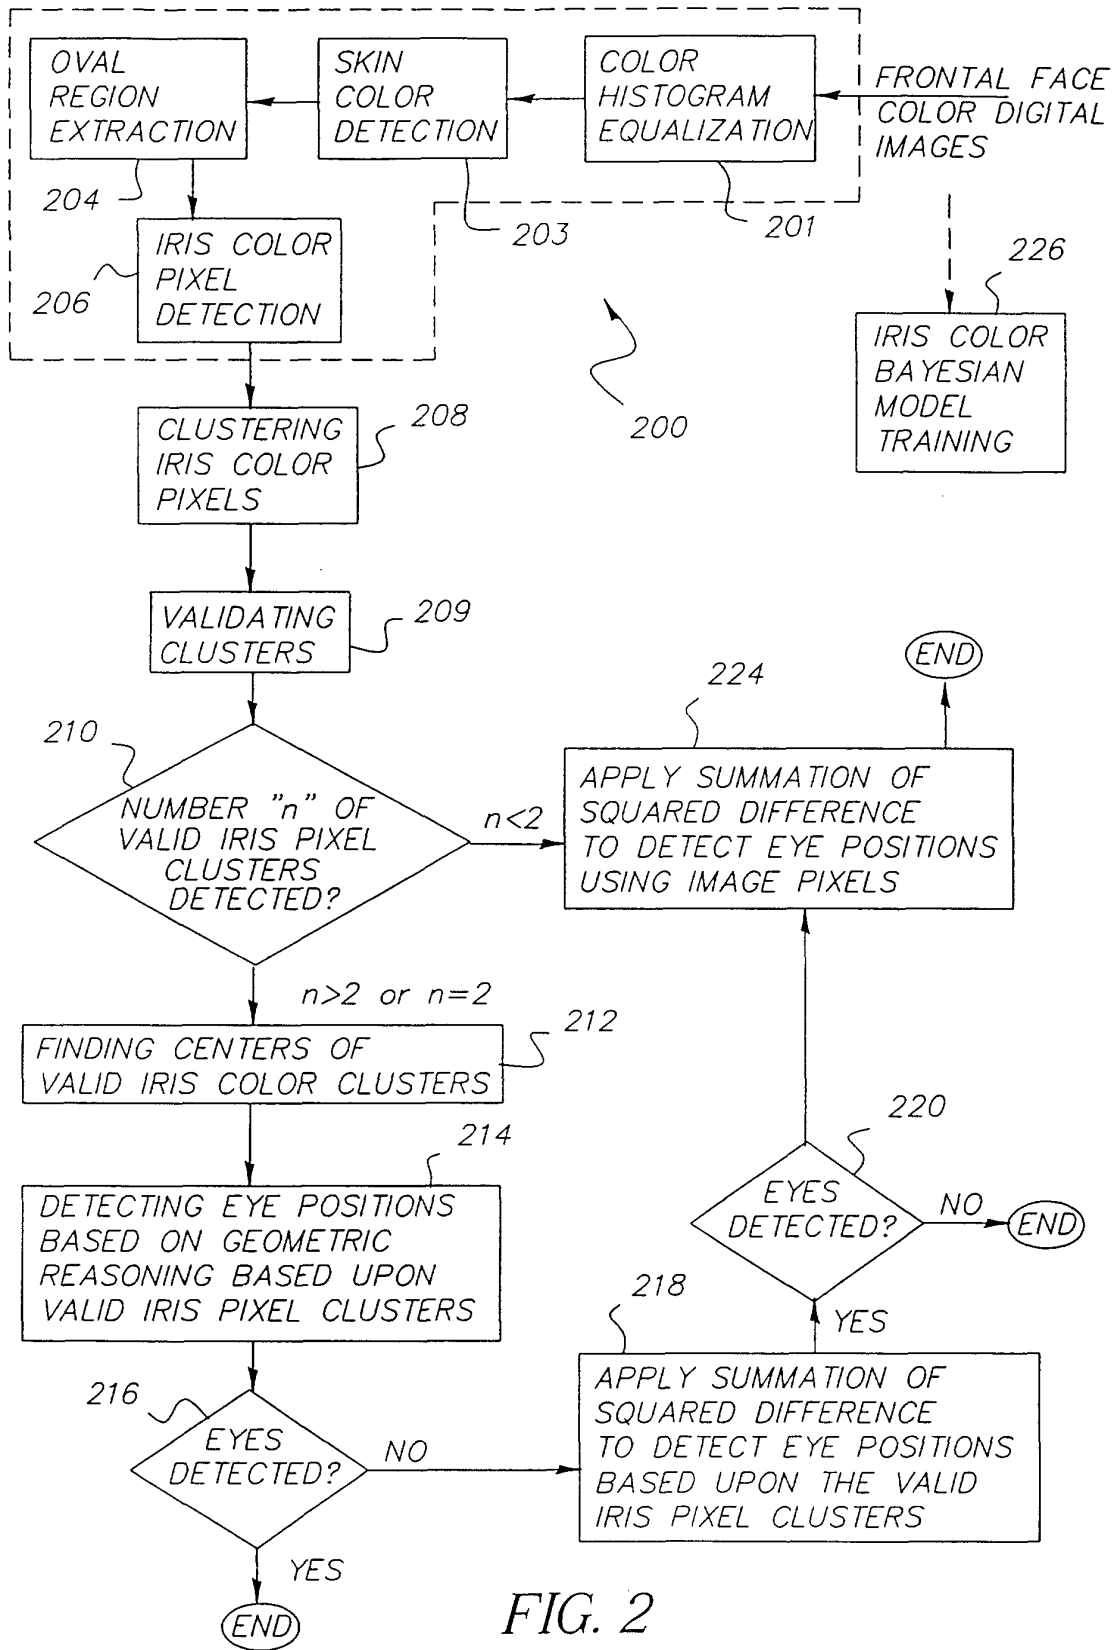 OVAL
REGION
EXTRACTION
SKIN
COLOR
DETECTION
COLOR
HISTOGRAM
EQUALIZATION
FRONTAL FACE
COLOR DIGITAL
IMAGES
204
203
201
IRIS COLOR
PIXEL
DETECTION
206
226
IRIS COLOR
BAYESIAN
MODEL
TRAINING
200
CLUSTERING
IRIS COLOR
PIXELS
208
VALIDATING
CLUSTERS
209
END
224
210
NUMBER "n" OF
VALID IRIS PIXEL
CLUSTERS
DETECTED?
n<2
APPLY SUMMATION OF
SQUARED DIFFERENCE
TO DETECT EYE POSITIONS
USING IMAGE PIXELS
n>2 or n=2
212
FINDING CENTERS OF
VALID IRIS COLOR CLUSTERS
214
220
DETECTING EYE POSITIONS
BASED ON GEOMETRIC
REASONING BASED UPON
VALID IRIS PIXEL CLUSTERS
EYES
DETECTED?
NO
END
218
YES
216
EYES
DETECTED?
NO
APPLY SUMMATION OF
SQUARED DIFFERENCE
TO DETECT EYE POSITIONS
BASED UPON THE VALID
IRIS PIXEL CLUSTERS
YES
END
FIG. 2